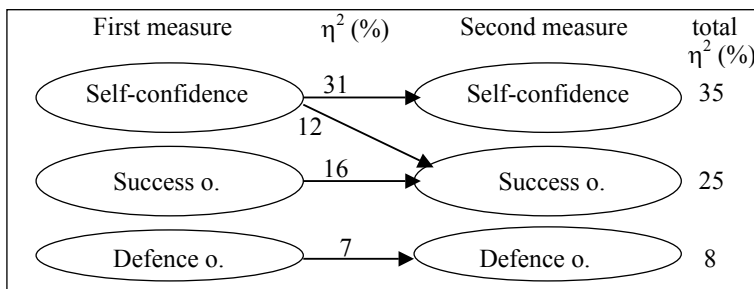 First measure η² (%) Second measure total
η² (%)
Self-confidence 31 Self-confidence 35
12
Success o. 16 Success o. 25
Defence o. 7 Defence o. 8